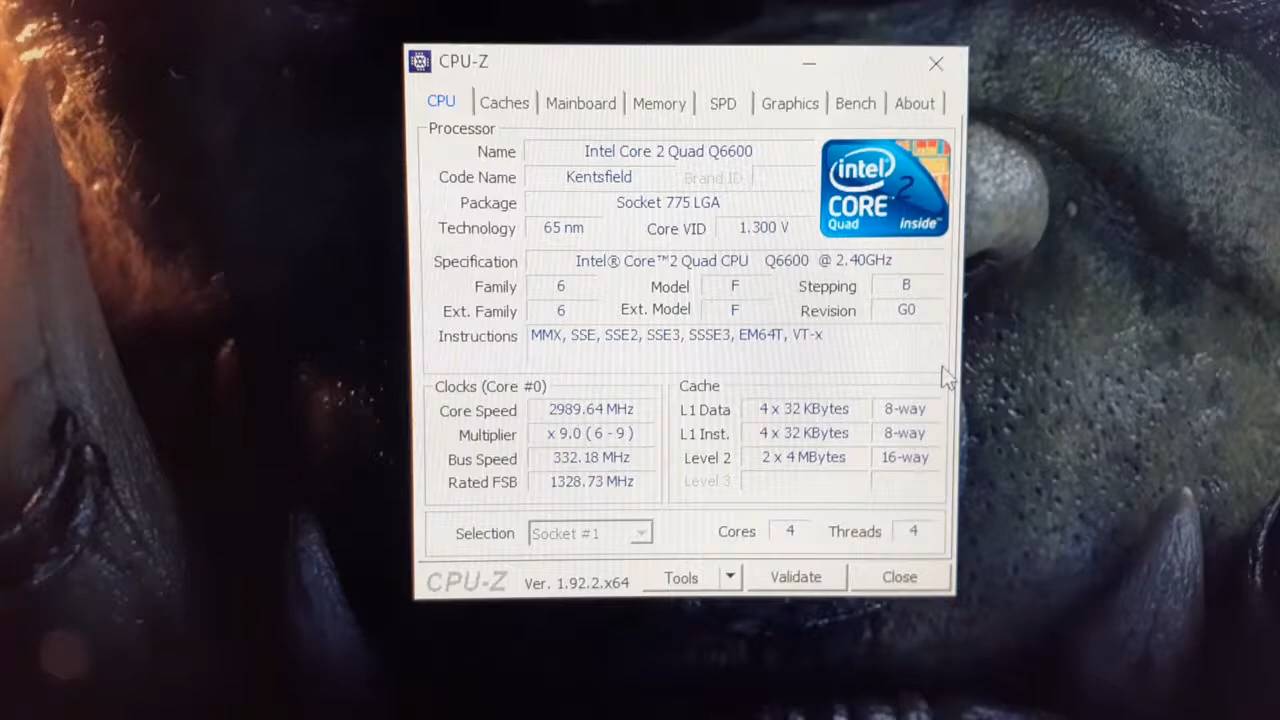 CPU-Z
CPU Caches Mainboard Memory SPD Graphics Bench About
Processor
Name Intel Core 2 Quad Q6600
Code Name Kentsfield Brand ID
Package Socket 775 LGA
Technology 65 nm Core VID 1.300 V
intel
CORE 2
Quad inside™
Specification Intel® Core™2 Quad CPU Q6600 @ 2.40GHz
Family 6 Model F Stepping B
Ext. Family 6 Ext. Model F Revision G0
Instructions MMX, SSE, SSE2, SSE3, SSSE3, EM64T, VT-x
Clocks (Core #0) Cache
Core Speed 2989.64 MHz L1 Data 4 x 32 KBytes 8-way
Multiplier x 9.0 ( 6 - 9 ) L1 Inst. 4 x 32 KBytes 8-way
Bus Speed 332.18 MHz Level 2 2 x 4 MBytes 16-way
Rated FSB 1328.73 MHz Level 3
Selection Socket #1 Cores 4 Threads 4
CPU-Z Ver. 1.92.2.x64 Tools Validate Close